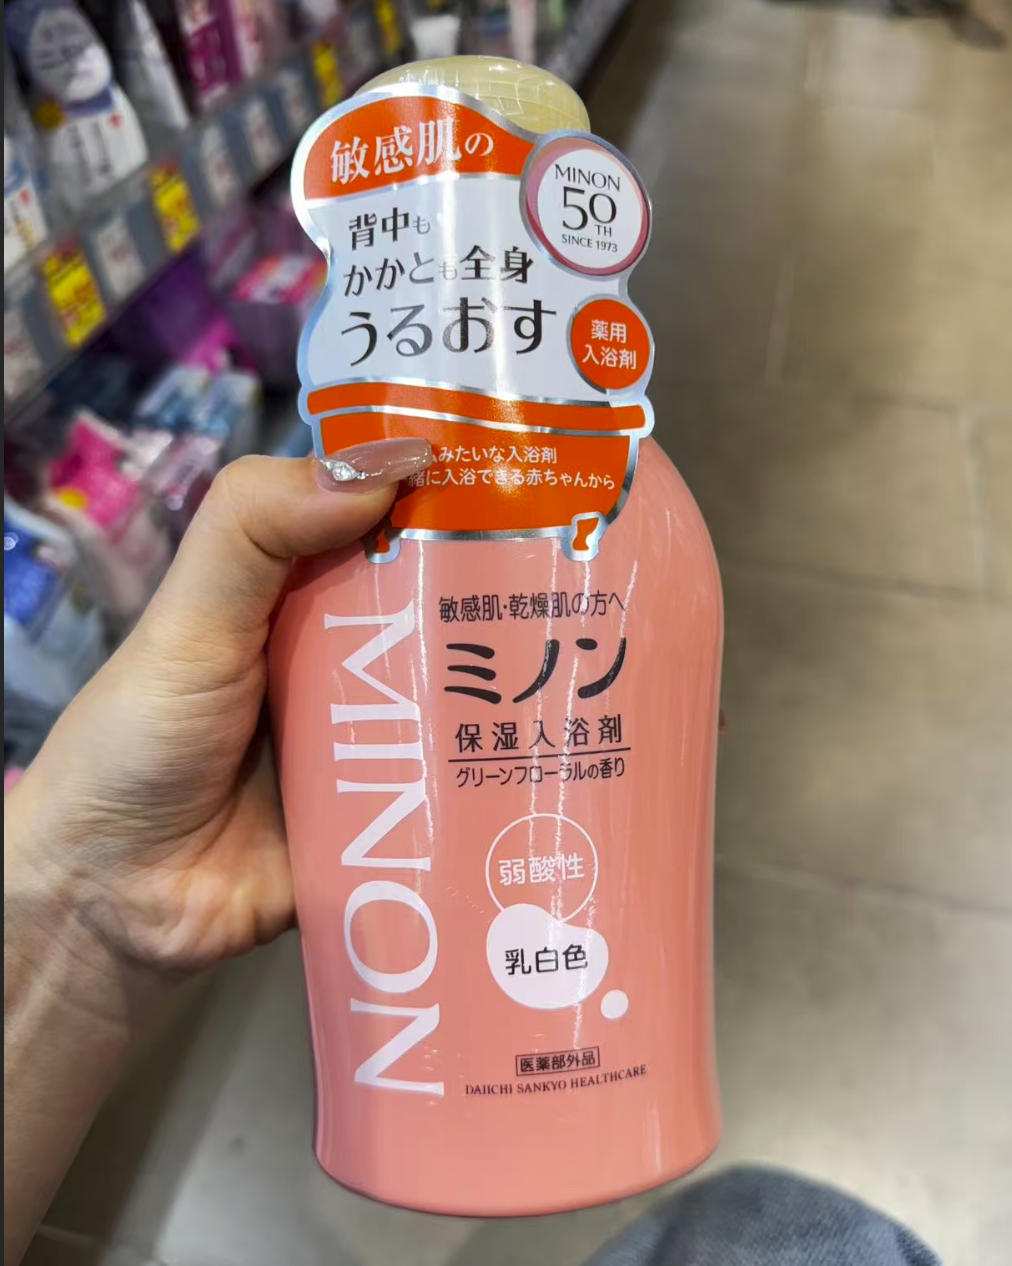 敏感肌の
背中も
かかとも全身
うるおす
MINON
50
TH
SINCE 1973
薬用
入浴剤
みたいな入浴剤
緒に入浴できる赤ちゃんから
敏感肌・乾燥肌の方へ
ミノン
保湿入浴剤
グリーンフローラルの香り
MINON
弱酸性
乳白色
医薬部外品
DAIICHI SANKYO HEALTHCARE